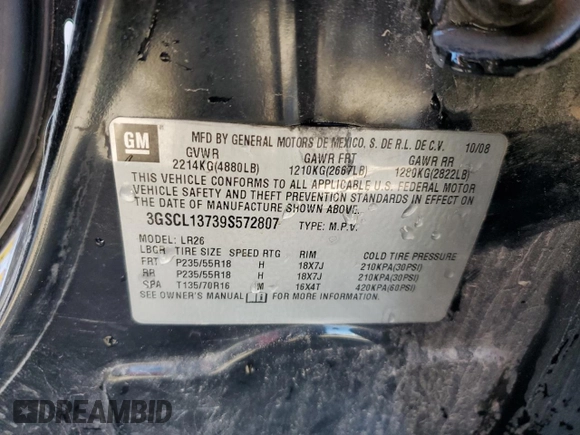 GM
MFD BY GENERAL MOTORS DE MEXICO, S. DE R.L. DE C.V. 10/08
GVWR GAWR FRT GAWR RR
2214KG(4880LB) 1210KG(2667LB) 1280KG(2822LB)
THIS VEHICLE CONFORMS TO ALL APPLICABLE U.S. FEDERAL MOTOR
VEHICLE SAFETY AND THEFT PREVENTION STANDARDS IN EFFECT ON
THE DATE OF MANUFACTURE SHOWN ABOVE.
3GSCL13739S572807 TYPE: M.P.V.
MODEL: LR26
LBCR TIRE SIZE SPEED RTG RIM COLD TIRE PRESSURE
FRT P235/55R18 H 18X7J 210KPA(30PSI)
RR P235/55R18 H 18X7J 210KPA(30PSI)
SPA T135/70R16 M 16X4T 420KPA(60PSI)
SEE OWNER'S MANUAL FOR MORE INFORMATION.
DREAMBID